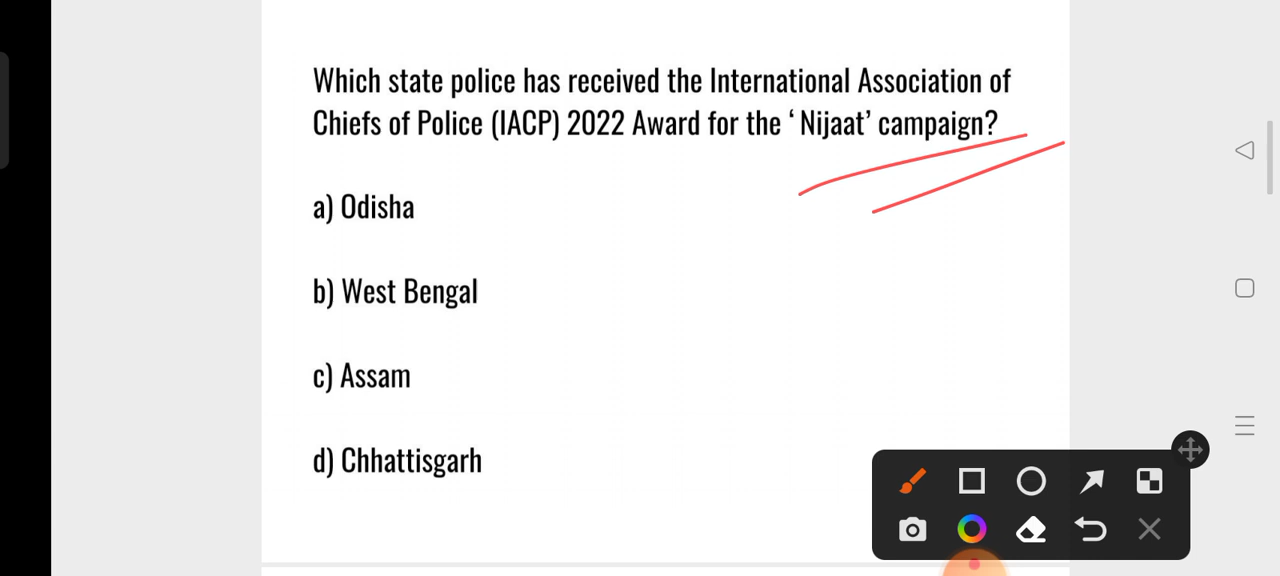 Which state police has received the International Association of
Chiefs of Police (IACP) 2022 Award for the ‘ Nijaat’ campaign?
a) Odisha
b) West Bengal
c) Assam
d) Chhattisgarh